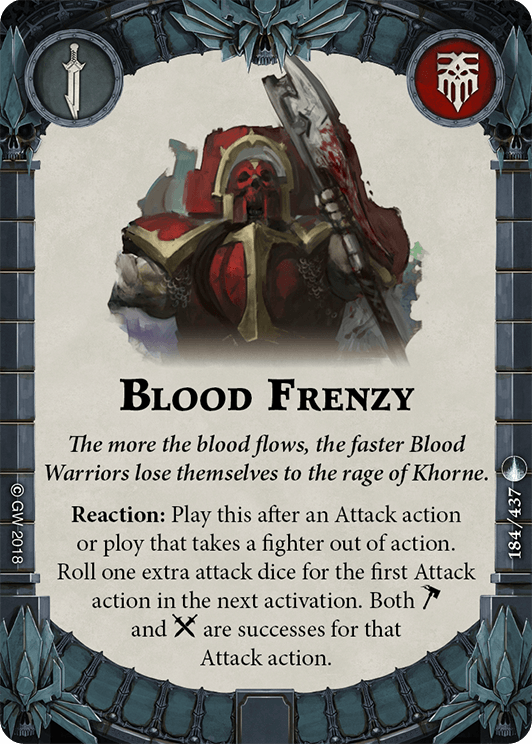 Blood Frenzy
The more the blood flows, the faster Blood
Warriors lose themselves to the rage of Khorne.
Reaction: Play this after an Attack action
or ploy that takes a fighter out of action.
Roll one extra attack dice for the first Attack
action in the next activation. Both
and are successes for that
Attack action.
© GW 2018
184/437